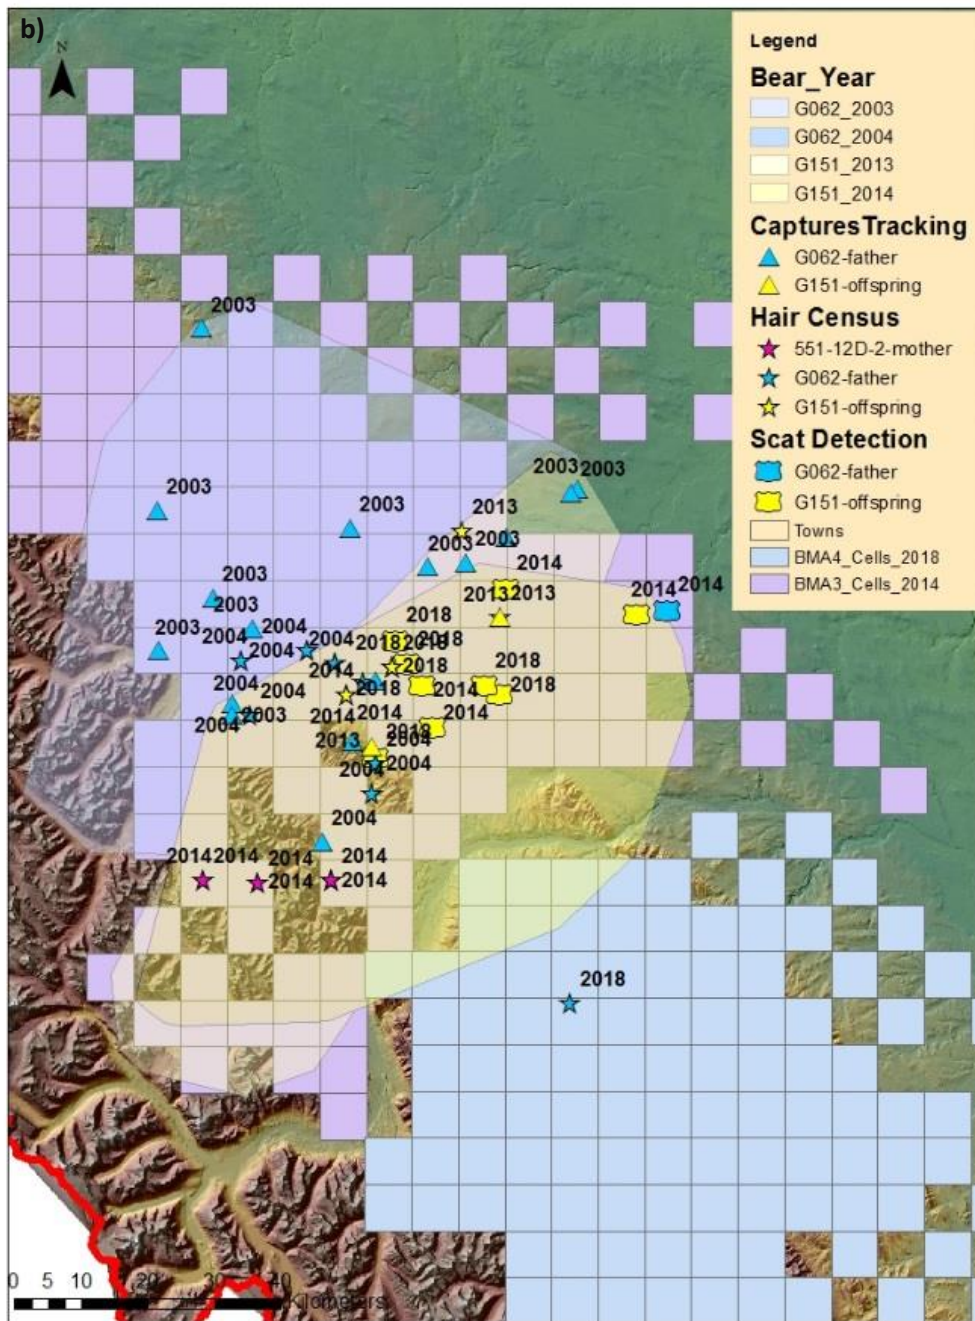 b)
N
Legend
Bear_Year
G062_2003
G062_2004
G151_2013
G151_2014
CapturesTracking
G062-father
G151-offspring
Hair Census
551-12D-2-mother
G062-father
G151-offspring
Scat Detection
G062-father
G151-offspring
Towns
BMA4_Cells_2018
BMA3_Cells_2014
2003
2003 2003
2003
2003
2013
2003
2003
2014
2003
2013 2013
2014 2014
2003
2018
2003
2004
2004
2004
2018 2018
2004
2014
2018
2018
2004
2004
2018
2014
2018
2004 2003
2014 2014
2014
2013
2018
2004
2004
2004
2004
2014 2014
2014
2014
2014
2014
2018
0 5 10 20 30 40
Kilometers